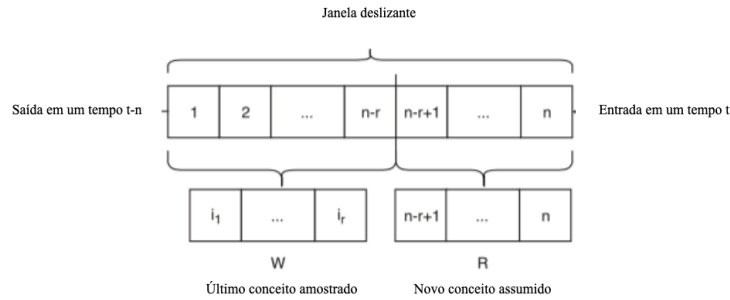 Janela deslizante
Saída em um tempo t-n
1 2 ... n-r n-r+1 ... n
Entrada em um tempo t
i1 ... ir
n-r+1 ... n
W
R
Último conceito amostrado
Novo conceito assumido